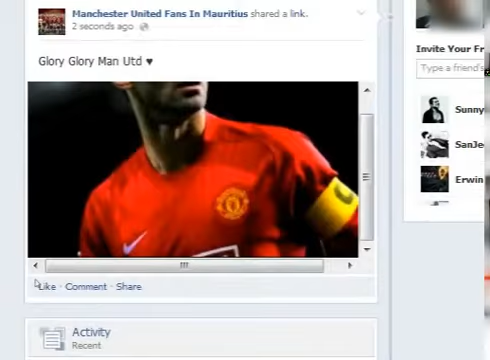 Manchester United Fans In Mauritius shared a link.
2 seconds ago
Glory Glory Man Utd ♥
Like · Comment · Share
Activity
Recent
Invite Your Fr
Type a friend's
Sunny
SanJe
Erwin